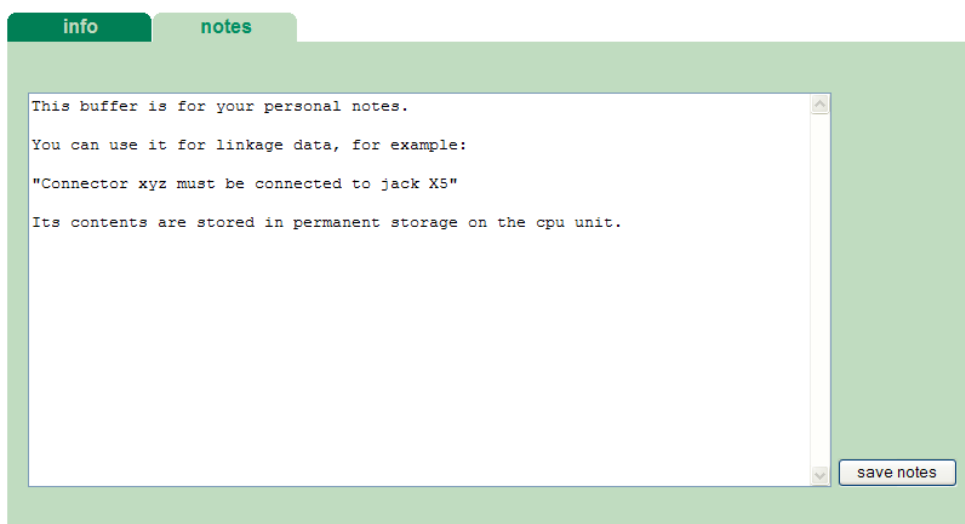 info
notes
This buffer is for your personal notes.
You can use it for linkage data, for example:
"Connector xyz must be connected to jack X5"
Its contents are stored in permanent storage on the cpu unit.
save notes